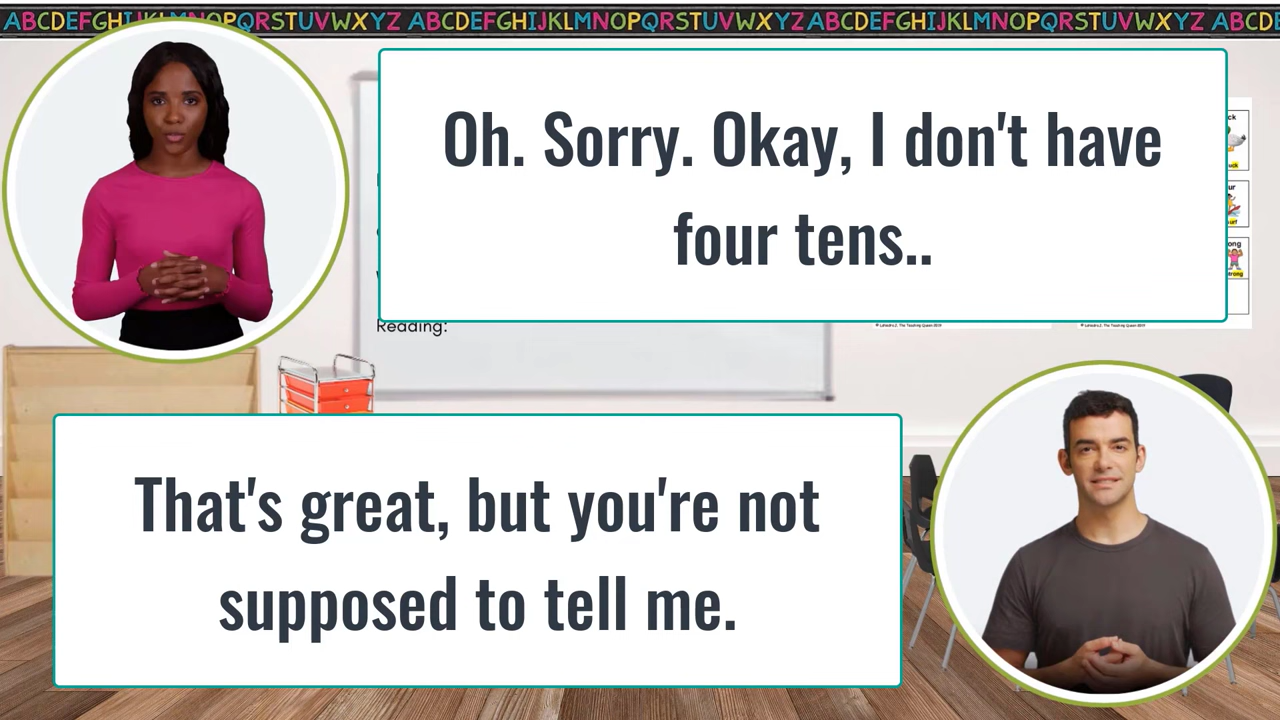 ABCDEFGHIJKLMNOPQRSTUVWXYZ ABCDEFGHIJKLMNOPQRSTUVWXYZ ABCDEFGHIJKLMNOPQRSTUVWXYZ ABCDE
Oh. Sorry. Okay, I don't have
four tens..
Reading:
That's great, but you're not
supposed to tell me.